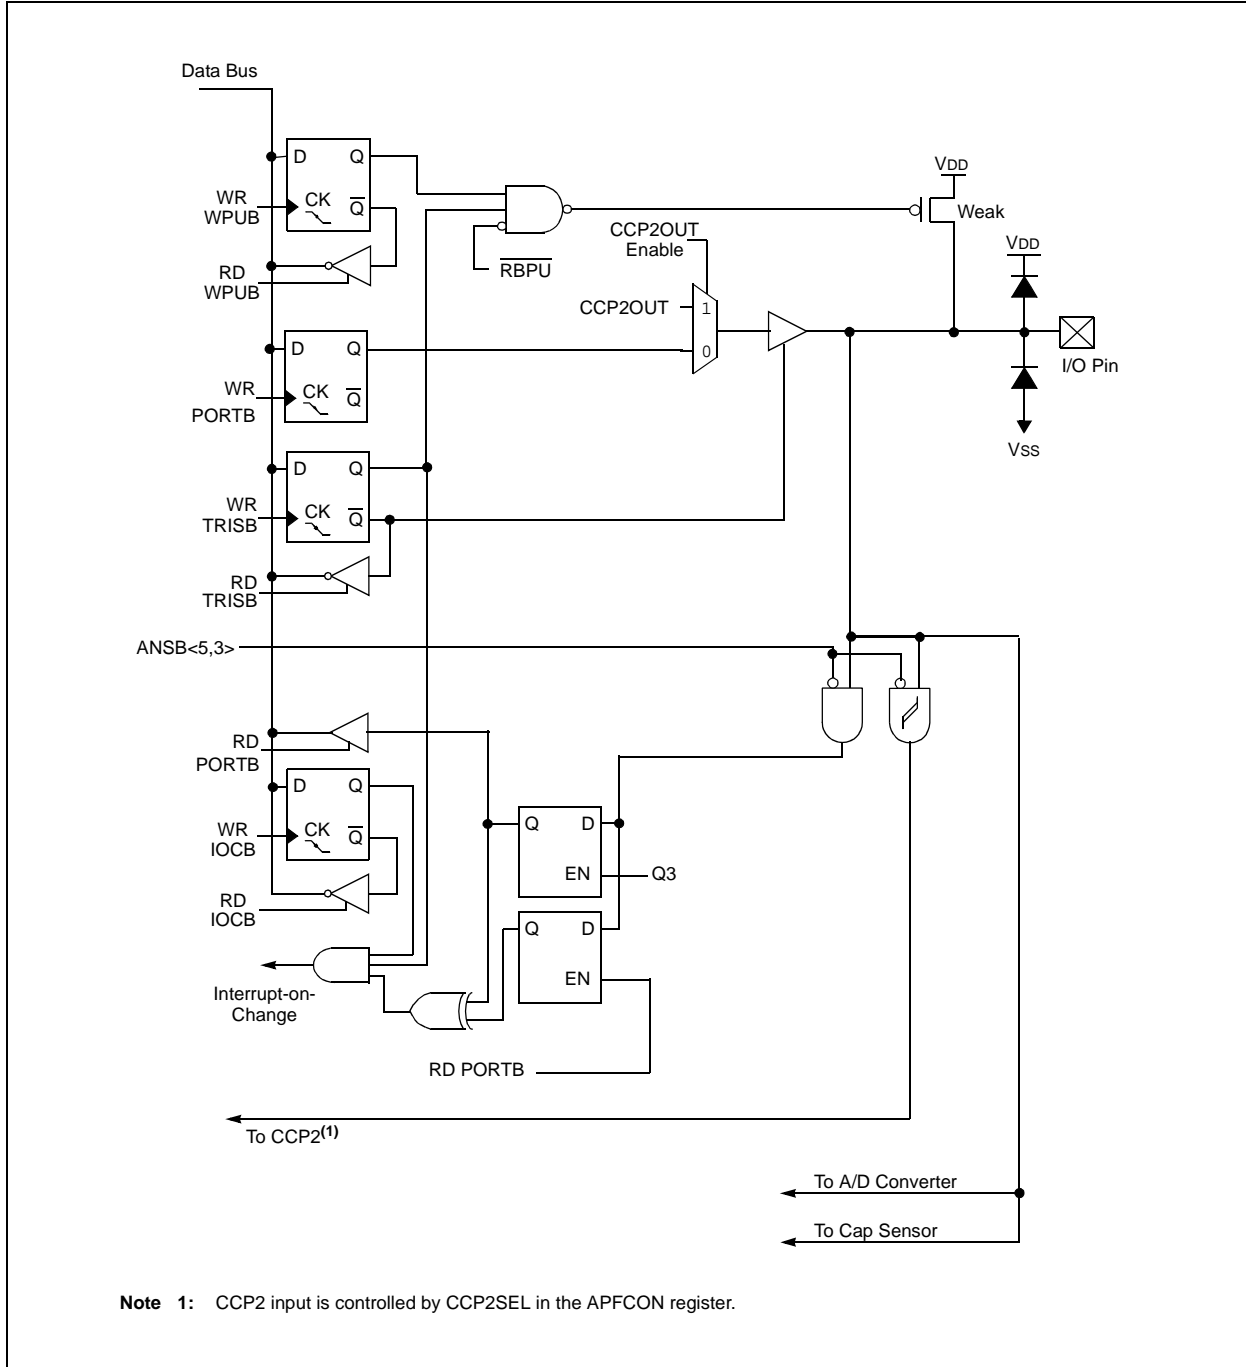 Data Bus
D Q
WR
WPUB
CK Q
RD
WPUB
RBPU
VDD
Weak
CCP2OUT
Enable
VDD
CCP2OUT
1
0
I/O Pin
VSS
D Q
WR
PORTB
CK Q
D Q
WR
TRISB
CK Q
RD
TRISB
ANSB<5,3>
RD
PORTB
D Q
WR
IOCB
CK Q
RD
IOCB
Q D
EN
Q3
Q D
EN
Interrupt-on-
Change
RD PORTB
To CCP2(1)
To A/D Converter
To Cap Sensor
Note 1: CCP2 input is controlled by CCP2SEL in the APFCON register.